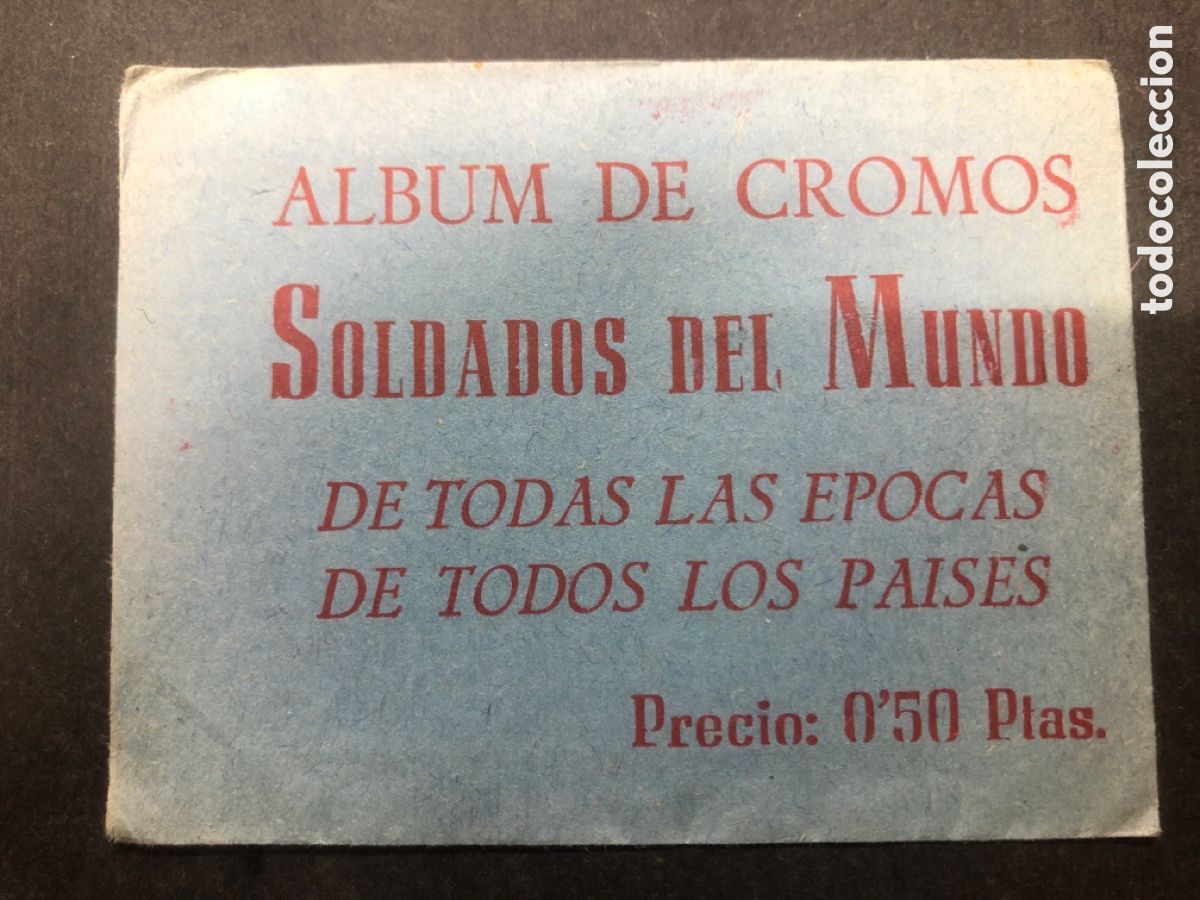 ALBUM DE CROMOS
SOLDADOS DEL MUNDO
DE TODAS LAS EPOCAS
DE TODOS LOS PAISES
Precio: 0'50 Ptas.
todocoleccion